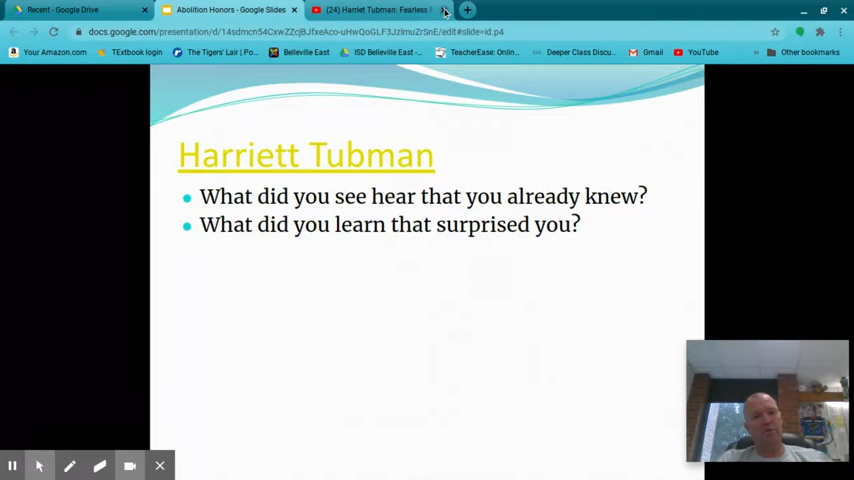 Recent - Google Drive
Abolition Honors - Google Slides
(24) Harriet Tubman: Fearless F
docs.google.com/presentation/d/14sdmcn54CxwZZcjBJfxeAco-uHwQoGLF3JzlmuZrSnE/edit#slide=id.p4
Your Amazon.com
TExtbook login
The Tigers' Lair | Po...
Belleville East
ISD Belleville East -...
TeacherEase: Onlin...
Deeper Class Discu...
Gmail
YouTube
Other bookmarks
Harriett Tubman
What did you see hear that you already knew?
What did you learn that surprised you?